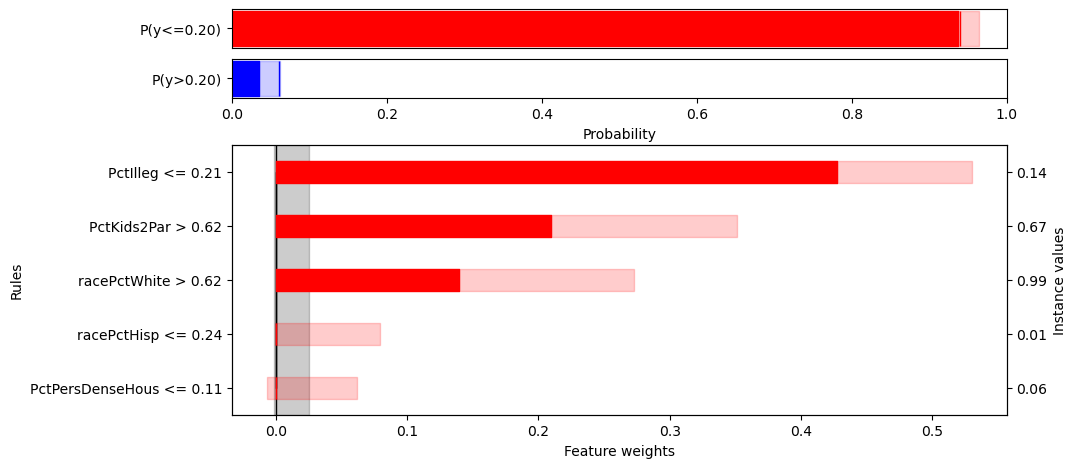 P(y<=0.20)
P(y>0.20)
0.0 0.2 0.4 0.6 0.8 1.0
Probability
PctIlleg <= 0.21 0.14
PctKids2Par > 0.62 0.67
racePctWhite > 0.62 0.99
racePctHisp <= 0.24 0.01
PctPersDenseHous <= 0.11 0.06
Rules
Instance values
0.0 0.1 0.2 0.3 0.4 0.5
Feature weights